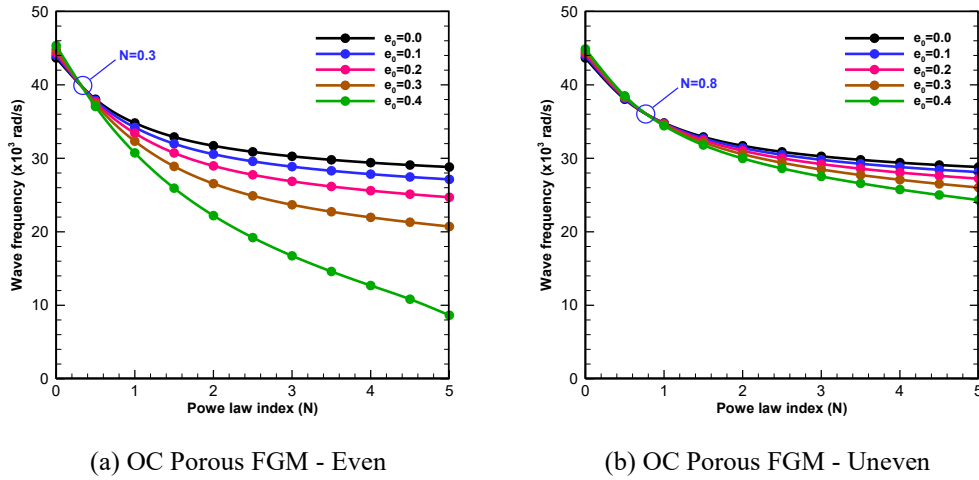 50
40
30
20
10
0
Wave frequency (x10³ rad/s)
N=0.3
e₀=0.0
e₀=0.1
e₀=0.2
e₀=0.3
e₀=0.4
0 1 2 3 4 5
Powe law index (N)
(a) OC Porous FGM - Even
50
40
30
20
10
0
Wave frequency (x10³ rad/s)
N=0.8
e₀=0.0
e₀=0.1
e₀=0.2
e₀=0.3
e₀=0.4
0 1 2 3 4 5
Powe law index (N)
(b) OC Porous FGM - Uneven